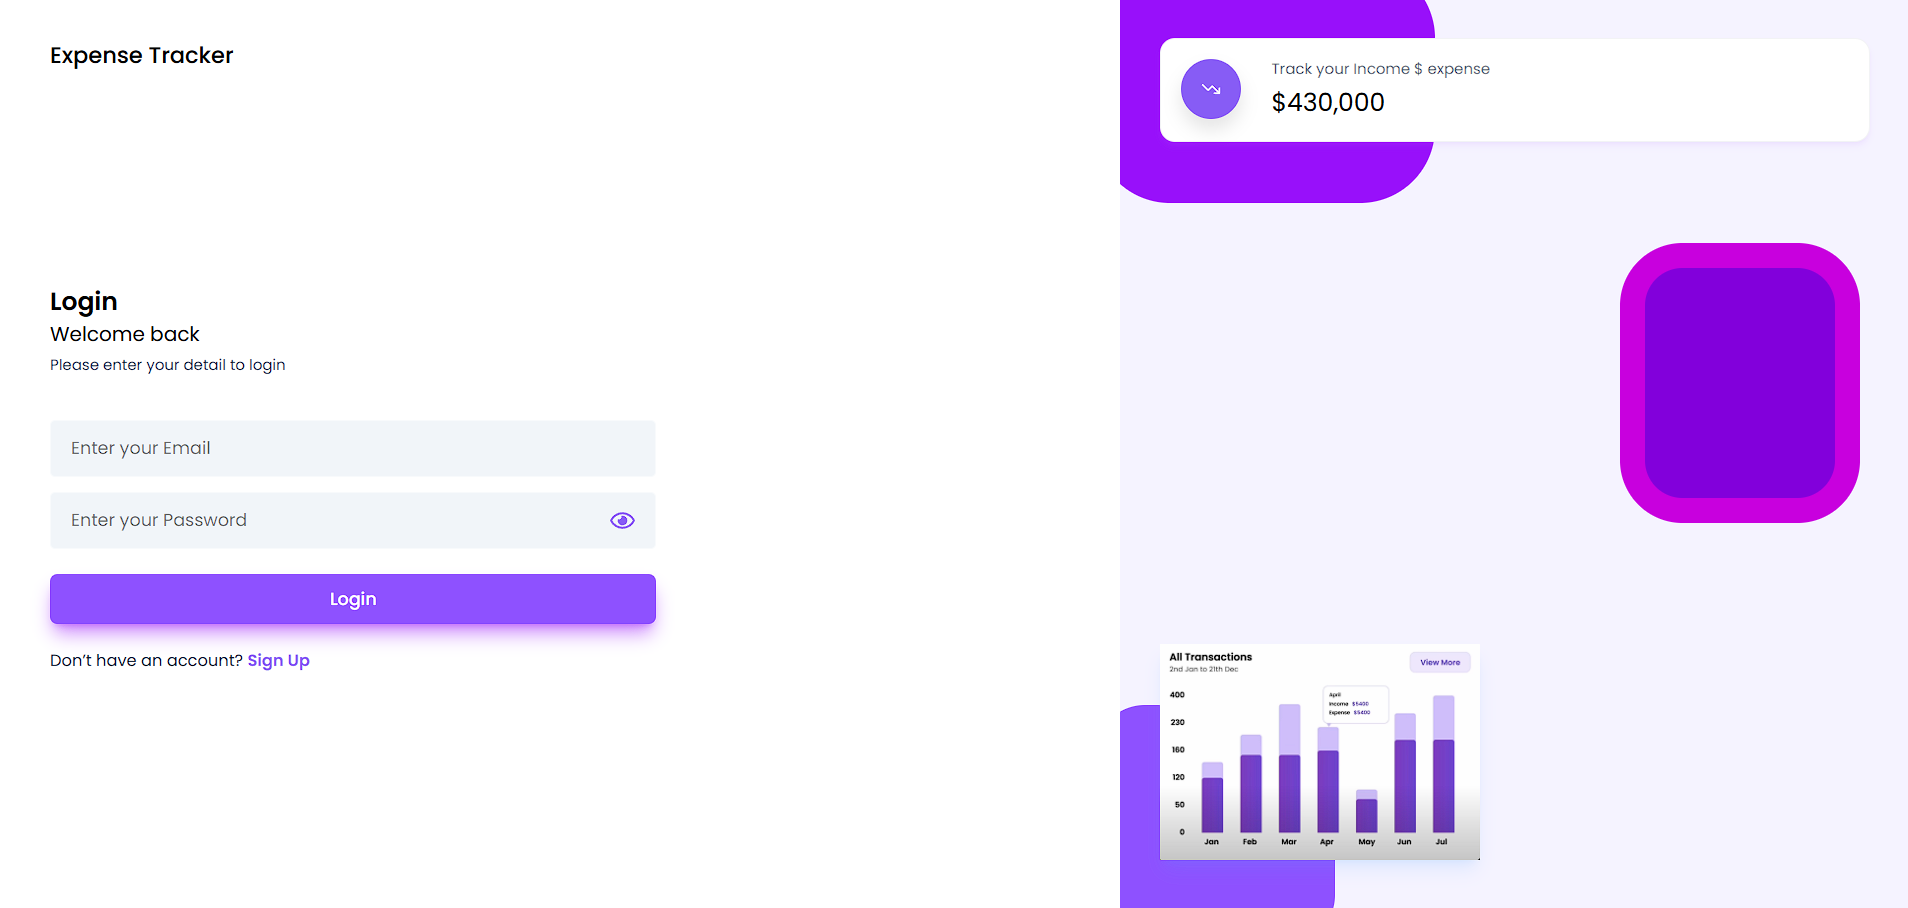 Expense Tracker
Login
Welcome back
Please enter your detail to login
Enter your Email
Enter your Password
Login
Don't have an account? Sign Up
Track your Income $ expense
$430,000
All Transactions
2nd Jan to 21th Dec
View More
April
Income $5400
Expense $5400
400
230
160
120
50
0
Jan Feb Mar Apr May Jun Jul